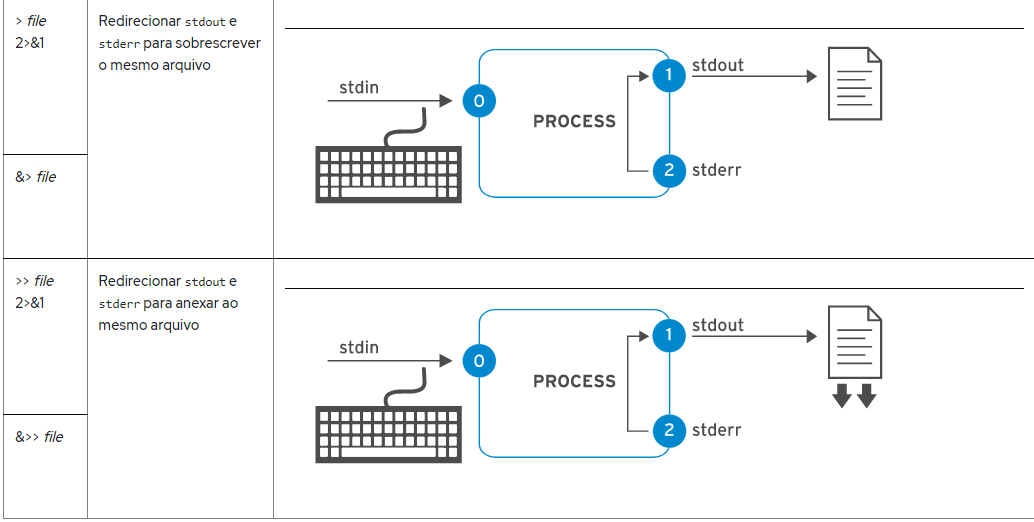 > file
2>&1
Redirecionar stdout e
stderr para sobrescrever
o mesmo arquivo
stdin
0
PROCESS
1
stdout
2
stderr
&> file
>> file
2>&1
Redirecionar stdout e
stderr para anexar ao
mesmo arquivo
stdin
0
PROCESS
1
stdout
2
stderr
&>> file